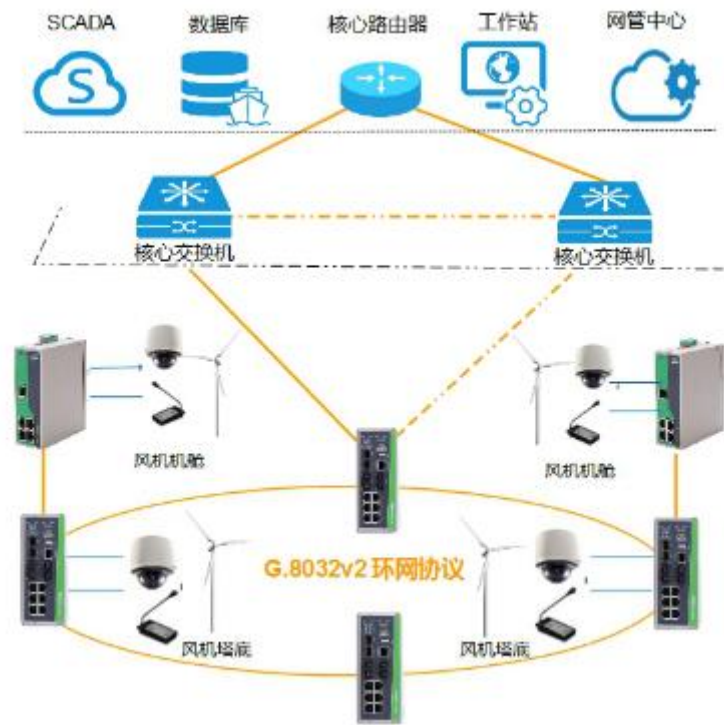 SCADA
数据库
核心路由器
工作站
网管中心
S
核心交换机
核心交换机
风机机舱
风机机舱
G.8032v2 环网协议
风机塔底
风机塔底